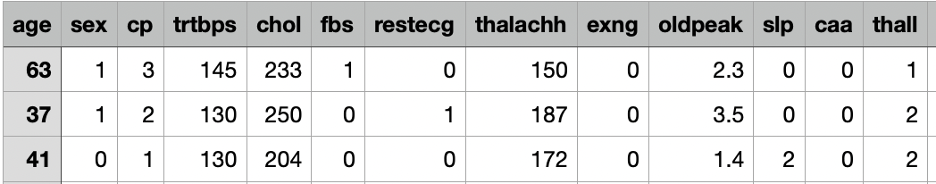 age sex cp trtbps chol fbs restecg thalachh exng oldpeak slp caa thall
63 1 3 145 233 1 0 150 0 2.3 0 0 1
37 1 2 130 250 0 1 187 0 3.5 0 0 2
41 0 1 130 204 0 0 172 0 1.4 2 0 2